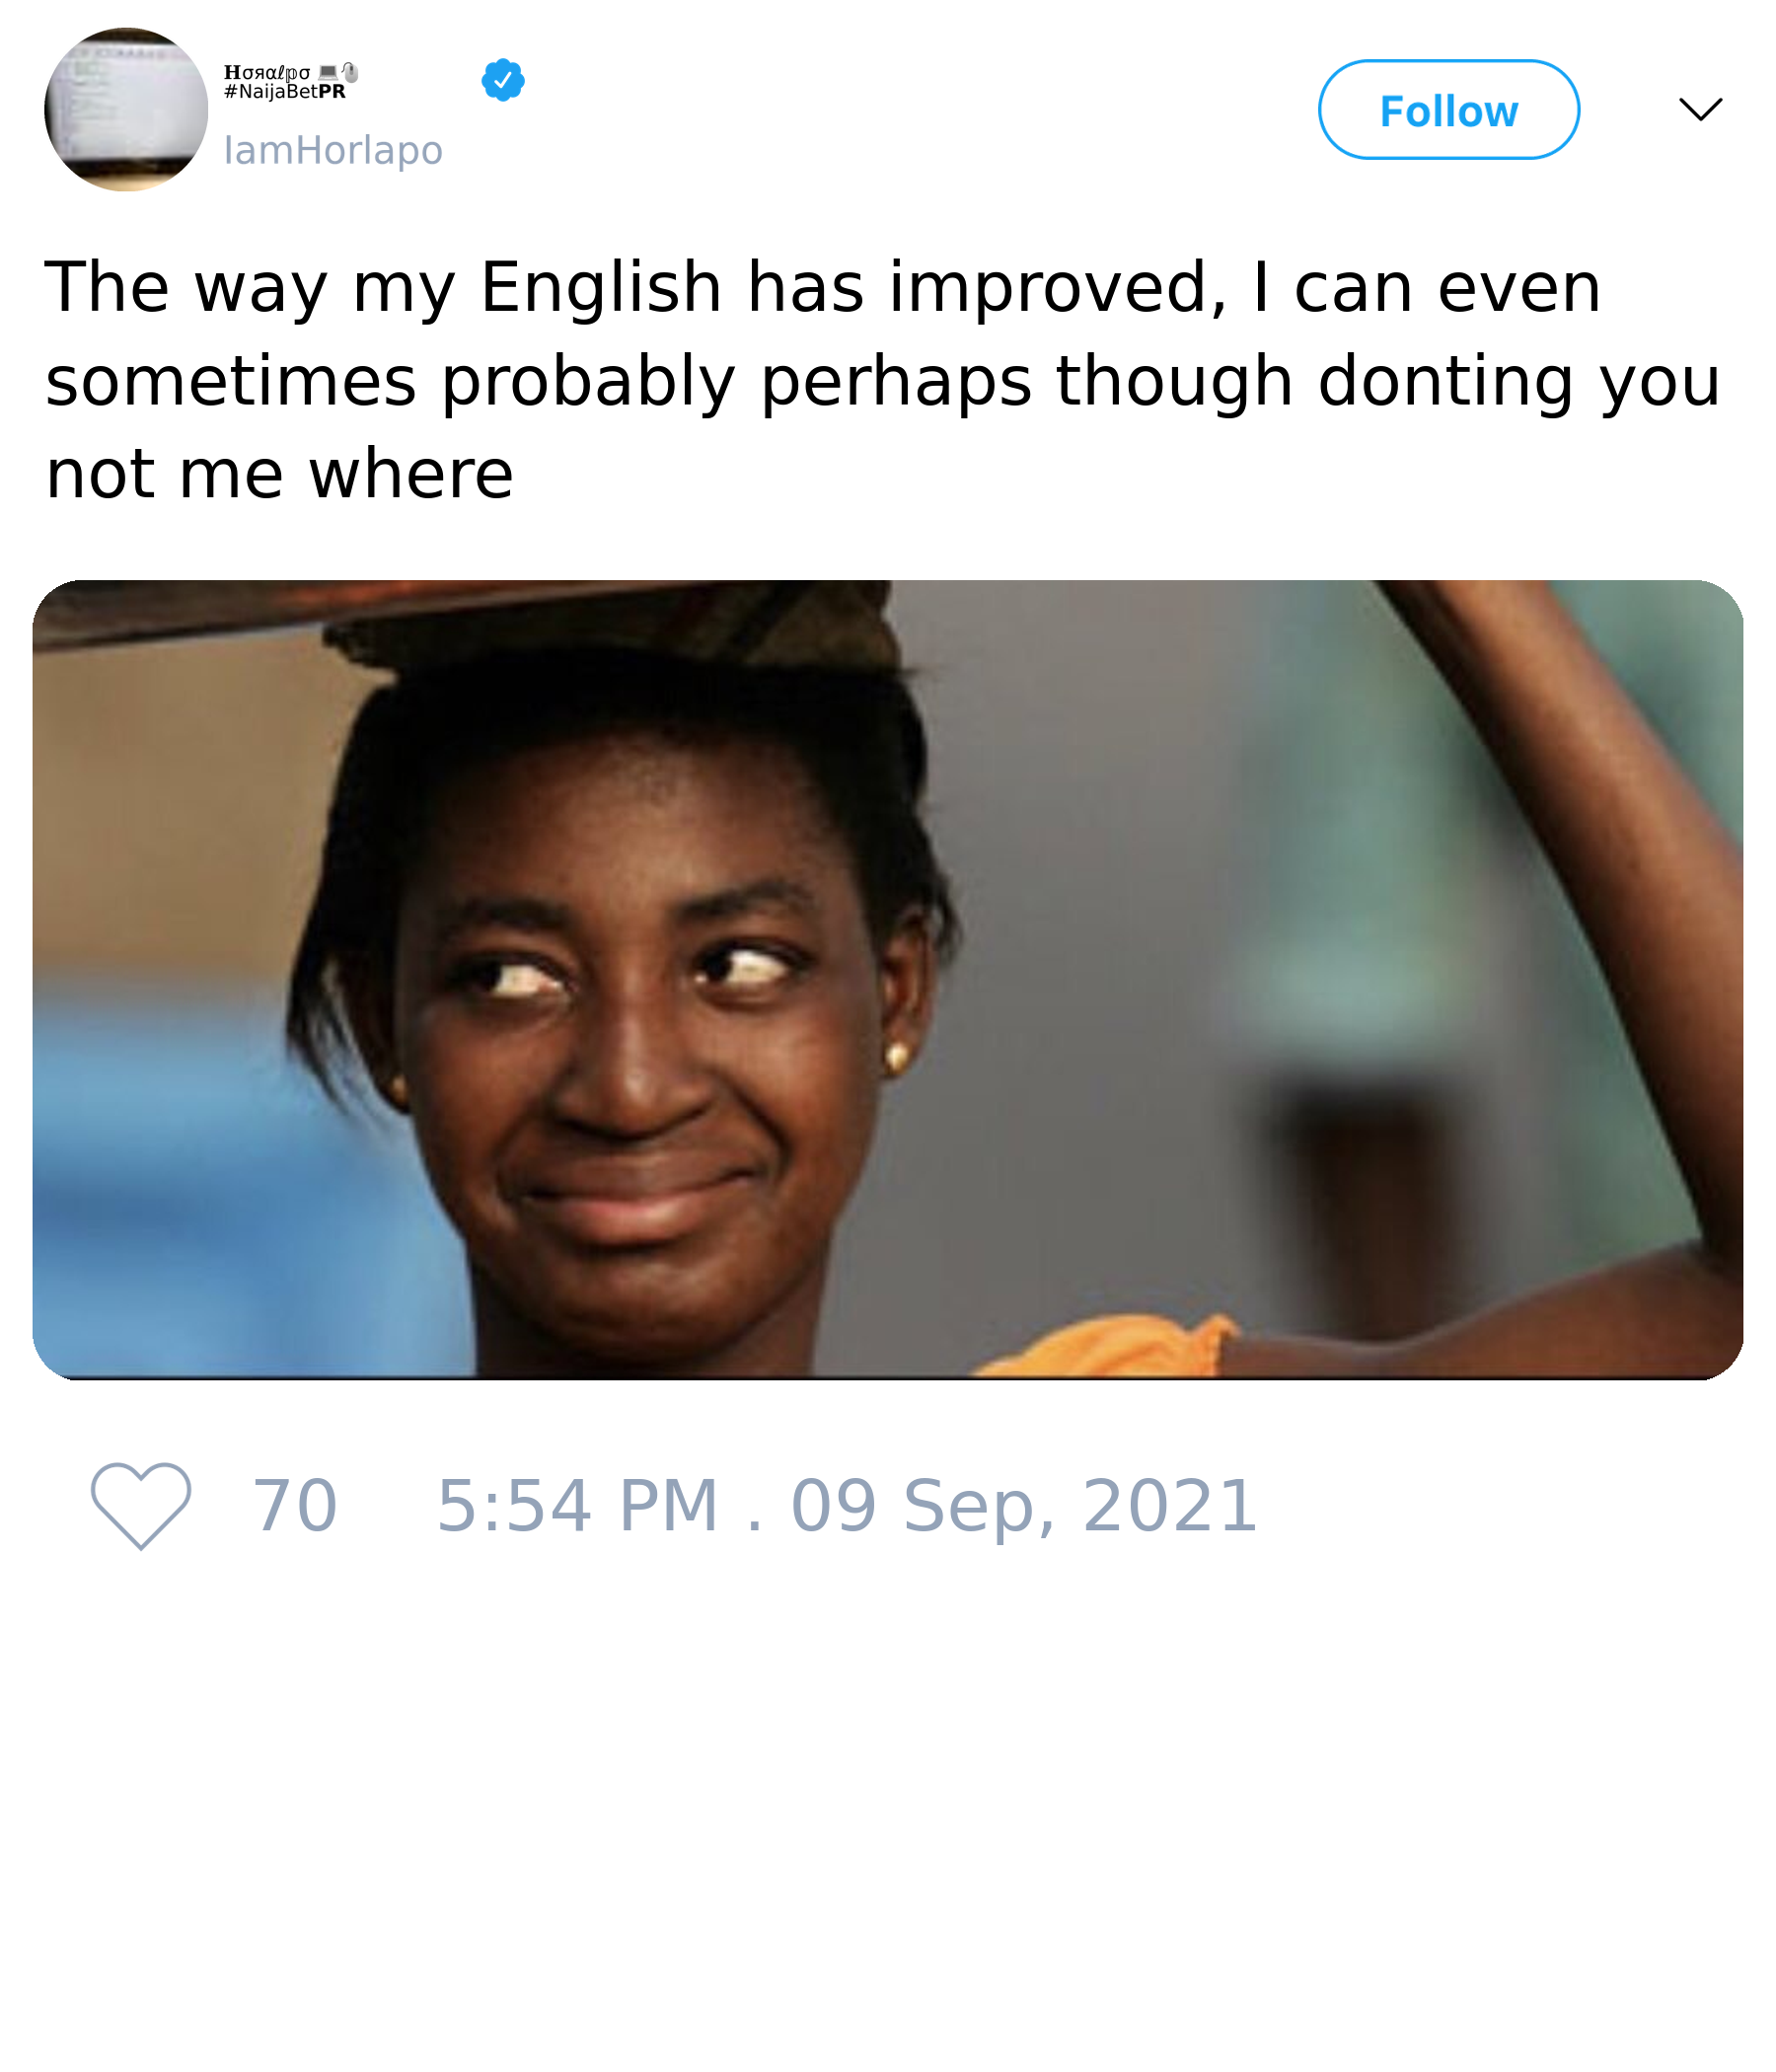 𝐇σяαℓ𝕡σ 💻🖱
#NaijaBetPR
IamHorlapo
Follow
The way my English has improved, I can even
sometimes probably perhaps though donting you
not me where
70 5:54 PM . 09 Sep, 2021